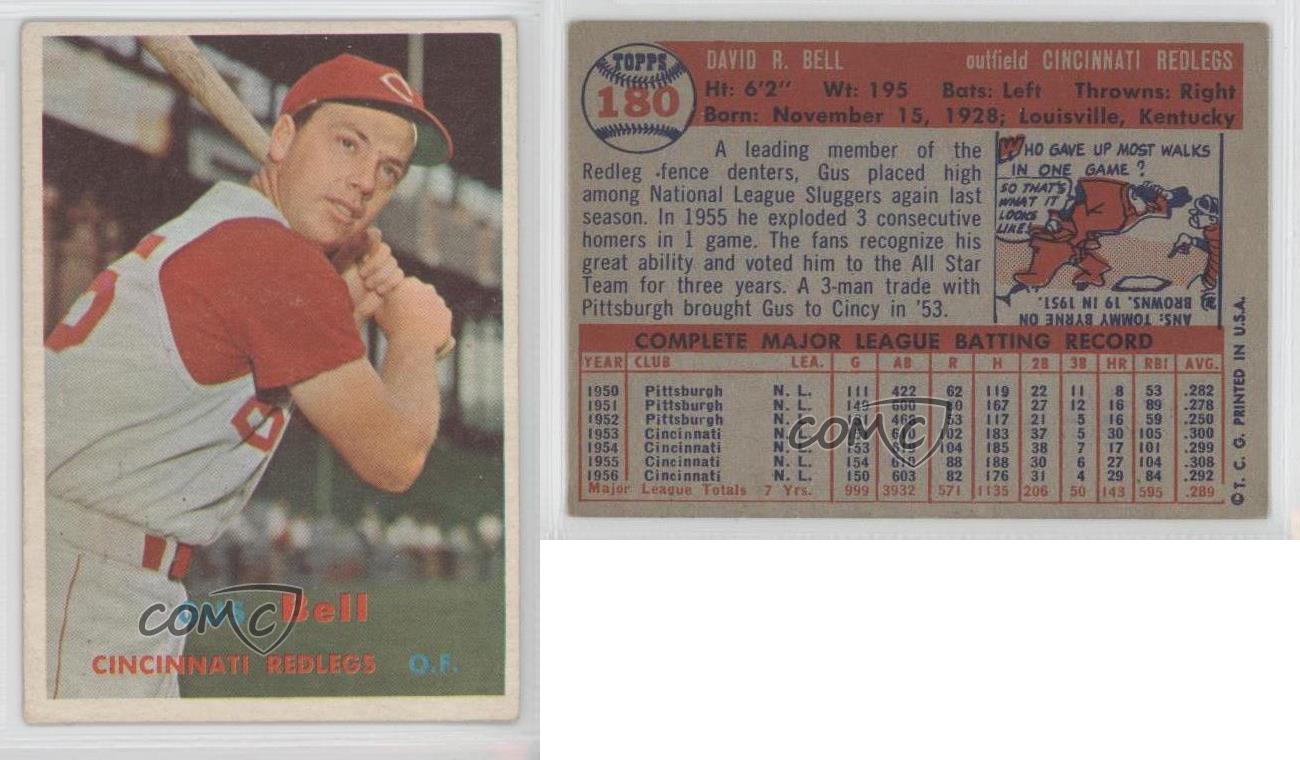 COMC
Gus Bell
CINCINNATI REDLEGS O.F.
TOPPS
180
DAVID R. BELL outfield CINCINNATI REDLEGS
Ht: 6'2" Wt: 195 Bats: Left Throwns: Right
Born: November 15, 1928; Louisville, Kentucky
A leading member of the
Redleg fence denters, Gus placed high
among National League Sluggers again last
season. In 1955 he exploded 3 consecutive
homers in 1 game. The fans recognize his
great ability and voted him to the All Star
Team for three years. A 3-man trade with
Pittsburgh brought Gus to Cincy in '53.
WHO GAVE UP MOST WALKS
IN ONE GAME?
SO THAT'S
WHAT IT
LOOKS
LIKE!
ANS: TOMMY BYRNE ON
BROWNS. 19 IN 1951.
COMPLETE MAJOR LEAGUE BATTING RECORD
YEAR CLUB LEA. G AB R H 2B 3B HR RBI AVG.
1950 Pittsburgh N. L. 111 422 62 119 22 11 8 53 .282
1951 Pittsburgh N. L. 149 600 167 27 12 16 89 .278
1952 Pittsburgh N. L. 117 21 5 16 59 .250
1953 Cincinnati N. L. 102 183 37 5 30 105 .300
1954 Cincinnati N. L. 153 104 185 38 7 17 101 .299
1955 Cincinnati N. L. 154 610 88 188 30 6 27 104 .308
1956 Cincinnati N. L. 150 603 82 176 31 4 29 84 .292
Major League Totals 7 Yrs. 999 3932 571 1135 206 50 143 595 .289
COMC
© T. C. G. PRINTED IN U.S.A.